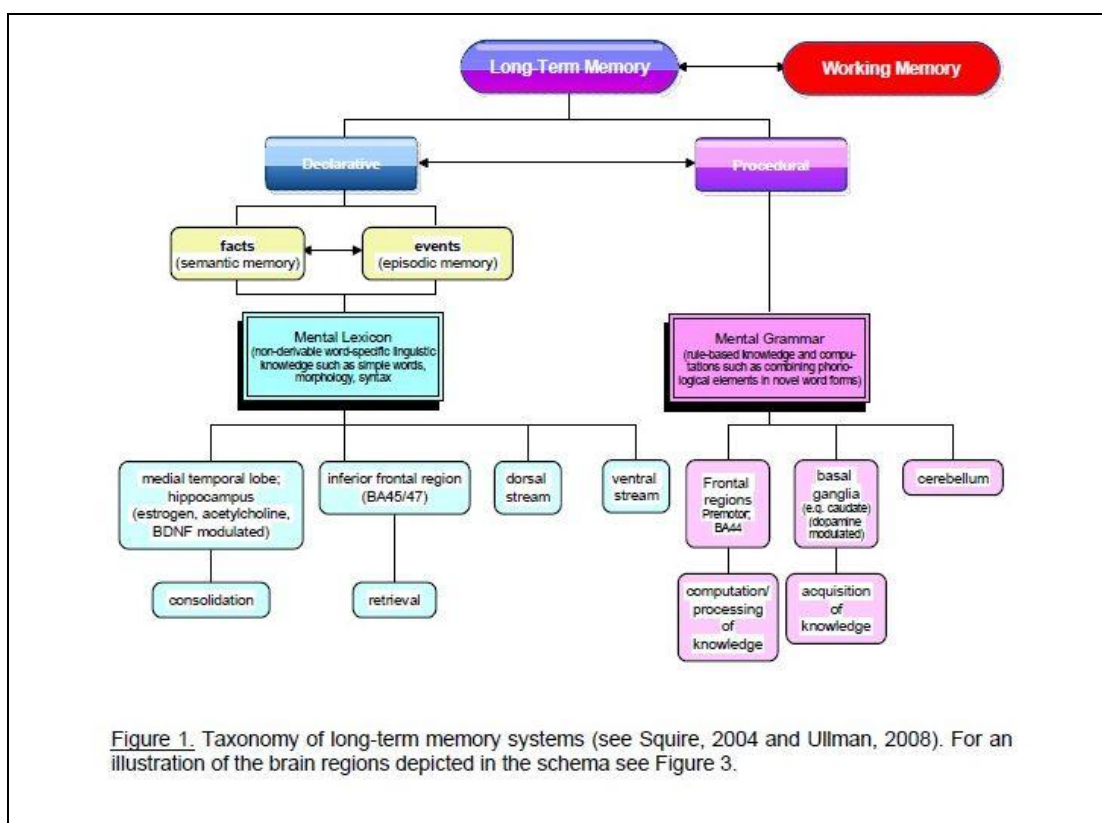 Long-Term Memory
Working Memory
Declarative
Procedural
facts
(semantic memory)
events
(episodic memory)
Mental Lexicon
(non-derivable word-specific linguistic
knowledge such as simple words,
morphology, syntax
Mental Grammar
(rule-based knowledge and compu-
tations such as combining phono-
logical elements in novel word forms)
medial temporal lobe;
hippocampus
(estrogen, acetylcholine,
BDNF modulated)
inferior frontal region
(BA45/47)
dorsal
stream
ventral
stream
Frontal
regions
Premotor;
BA44
basal
ganglia
(e.g. caudate)
(dopamine
modulated)
cerebellum
consolidation
retrieval
computation/
processing
of
knowledge
acquisition
of
knowledge
Figure 1. Taxonomy of long-term memory systems (see Squire, 2004 and Ullman, 2008). For an
illustration of the brain regions depicted in the schema see Figure 3.